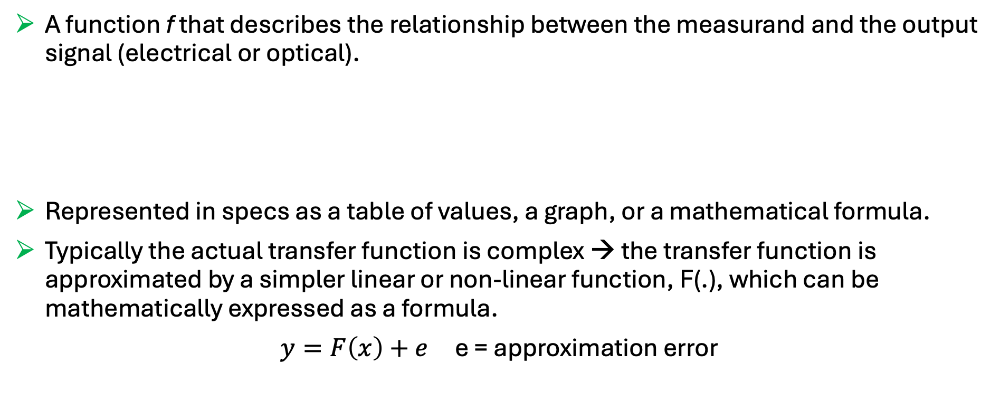 ➢ A function f that describes the relationship between the measurand and the output
signal (electrical or optical).
➢ Represented in specs as a table of values, a graph, or a mathematical formula.
➢ Typically the actual transfer function is complex → the transfer function is
approximated by a simpler linear or non-linear function, F(.), which can be
mathematically expressed as a formula.
y = F(x) + e e = approximation error